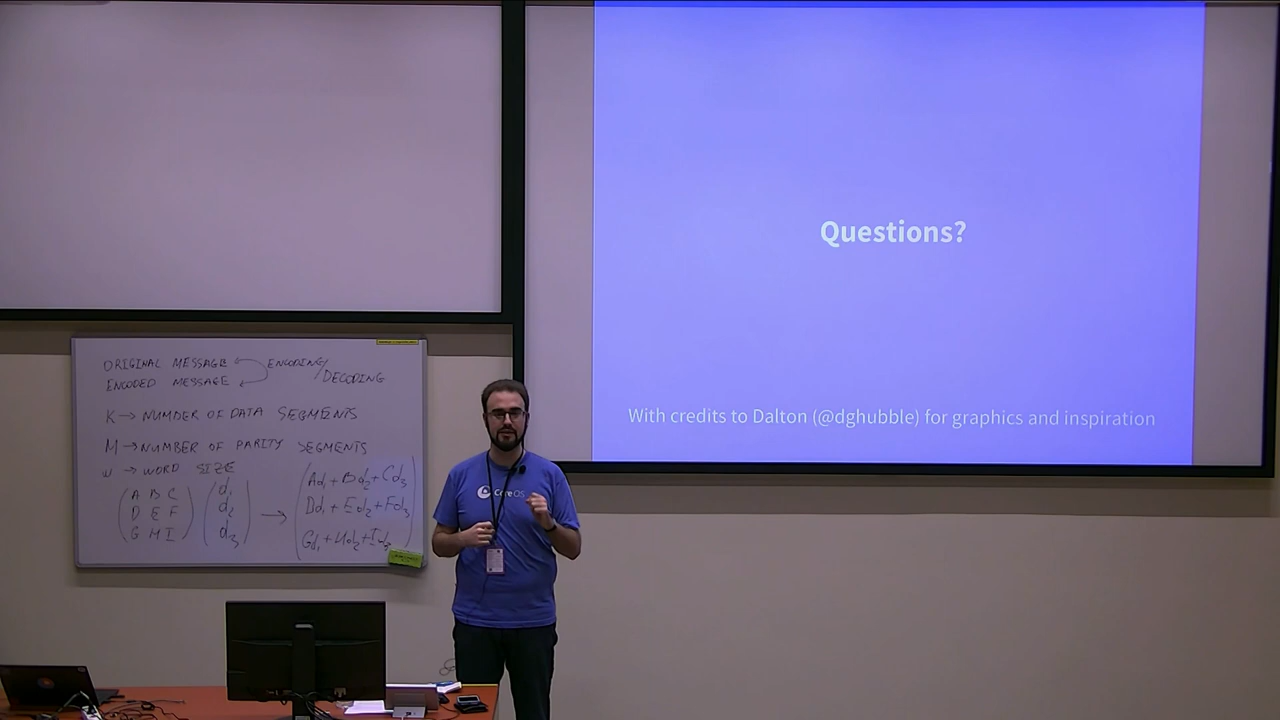 ORIGINAL MESSAGE ENCODING/
ENCODED MESSAGE DECODING
K → NUMBER OF DATA SEGMENTS
M → NUMBER OF PARITY SEGMENTS
W → WORD SIZE
A B C
D E F
G H I
d₁
d₂
d₃
→
Ad₁ + Bd₂ + Cd₃
Dd₁ + Ed₂ + Fd₃
Gd₁ + Hd₂ + Id₃
Core OS
Questions?
With credits to Dalton (@dghubble) for graphics and inspiration